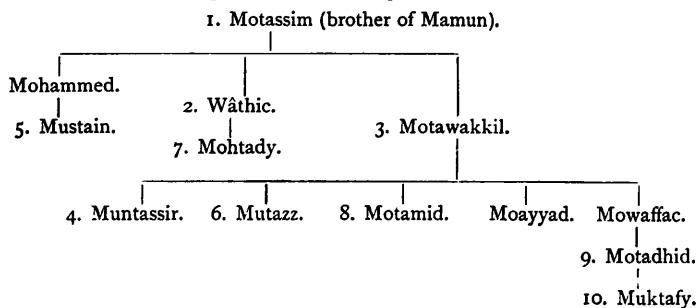 1. Motassim (brother of Mamun).
Mohammed.
2. Wâthic.
5. Mustain.
3. Motawakkil.
7. Mohtady.
4. Muntassir. 6. Mutazz. 8. Motamid. Moayyad. Mowaffac.
9. Motadhid.
10. Muktafy.